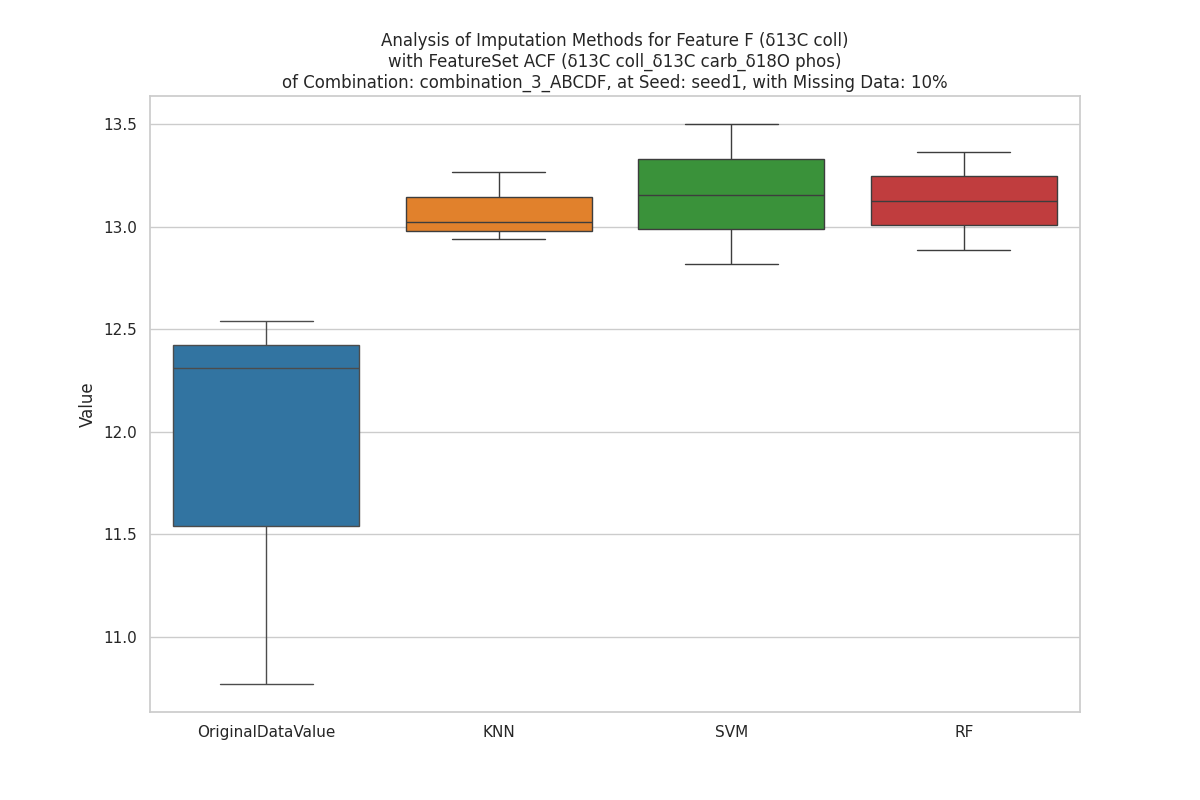 Analysis of Imputation Methods for Feature F (δ13C coll)
with FeatureSet ACF (δ13C coll_δ13C carb_δ18O phos)
of Combination: combination_3_ABCDF, at Seed: seed1, with Missing Data: 10%
13.5
13.0
12.5
12.0
11.5
11.0
Value
OriginalDataValue
KNN
SVM
RF